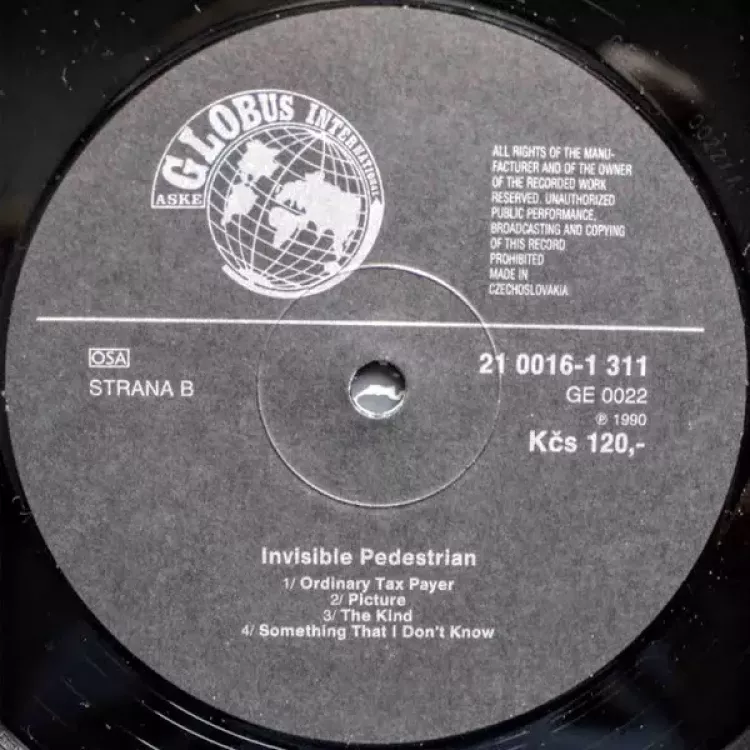 GLOBUS INTERNATIONAL
ASKE
ALL RIGHTS OF THE MANU-
FACTURER AND OF THE OWNER
OF THE RECORDED WORK
RESERVED. UNAUTHORIZED
PUBLIC PERFORMANCE,
BROADCASTING AND COPYING
OF THIS RECORD
PROHIBITED
MADE IN
CZECHOSLOVAKIA
OSA
STRANA B
21 0016-1 311
GE 0022
℗ 1990
Kčs 120,-
Invisible Pedestrian
1/ Ordinary Tax Payer
2/ Picture
3/ The Kind
4/ Something That I Don't Know